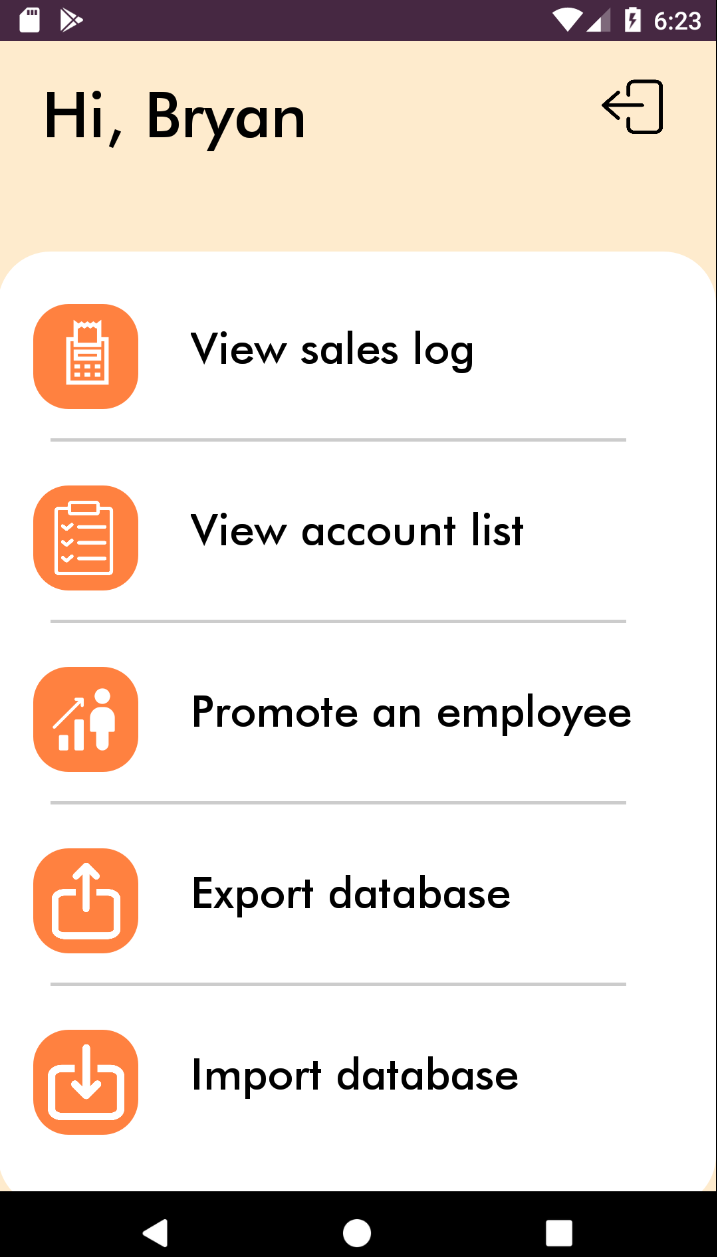 6:23
Hi, Bryan
View sales log
View account list
Promote an employee
Export database
Import database